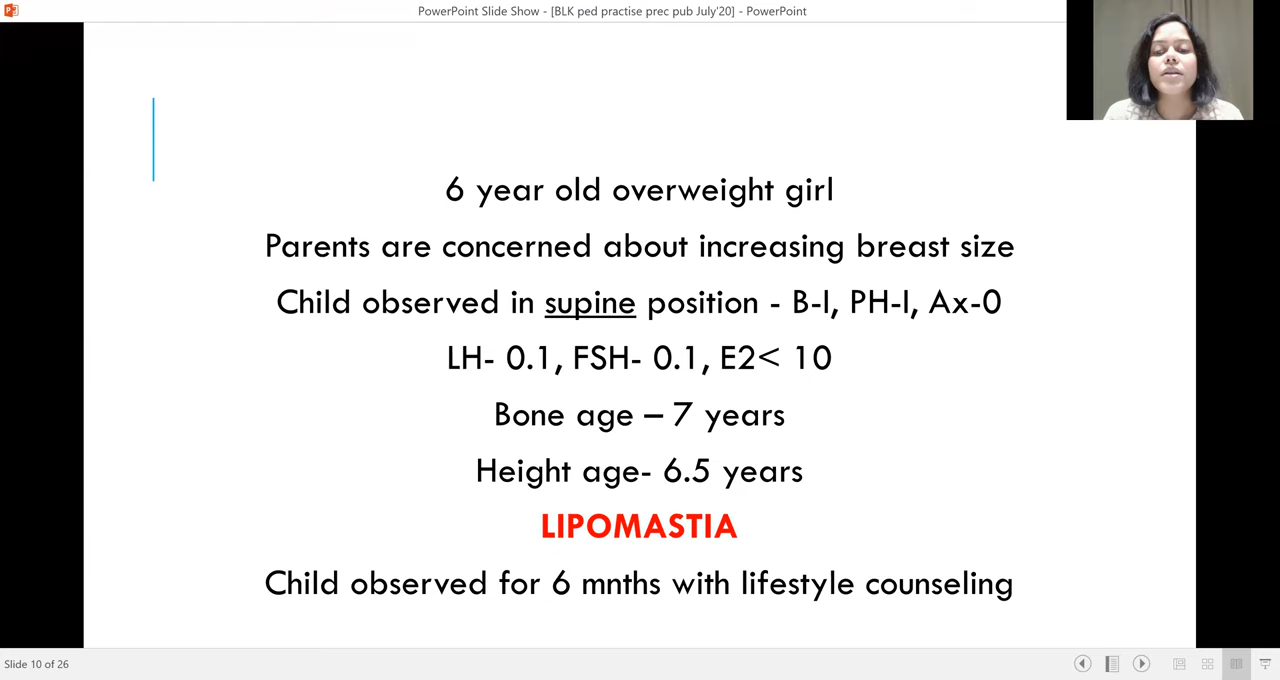 PowerPoint Slide Show - [BLK ped practise prec pub July'20] - PowerPoint
6 year old overweight girl
Parents are concerned about increasing breast size
Child observed in supine position - B-I, PH-I, Ax-0
LH- 0.1, FSH- 0.1, E2< 10
Bone age – 7 years
Height age- 6.5 years
LIPOMASTIA
Child observed for 6 mnths with lifestyle counseling
Slide 10 of 26